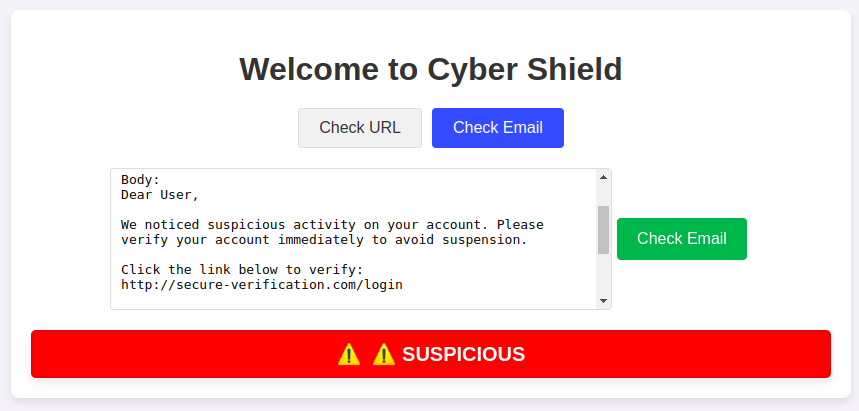 Welcome to Cyber Shield
Check URL
Check Email
Body:
Dear User,
We noticed suspicious activity on your account. Please
verify your account immediately to avoid suspension.
Click the link below to verify:
http://secure-verification.com/login
Check Email
⚠️ ⚠️ SUSPICIOUS